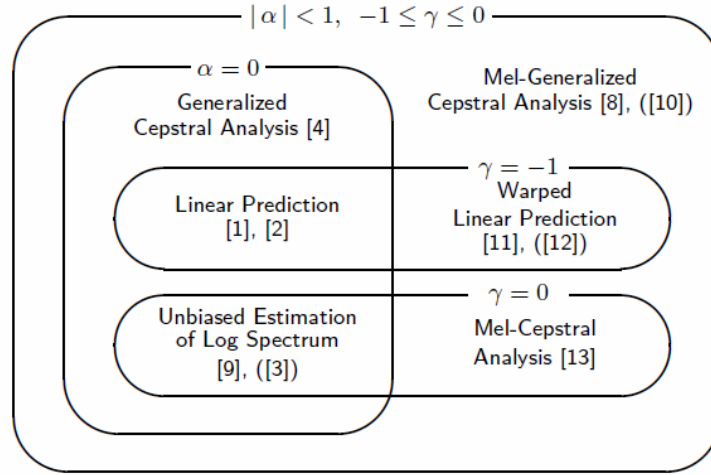 | α | < 1, −1 ≤ γ ≤ 0
α = 0
Generalized
Cepstral Analysis [4]
Mel-Generalized
Cepstral Analysis [8], ([10])
γ = −1
Linear Prediction
[1], [2]
Warped
Linear Prediction
[11], ([12])
γ = 0
Unbiased Estimation
of Log Spectrum
[9], ([3])
Mel-Cepstral
Analysis [13]